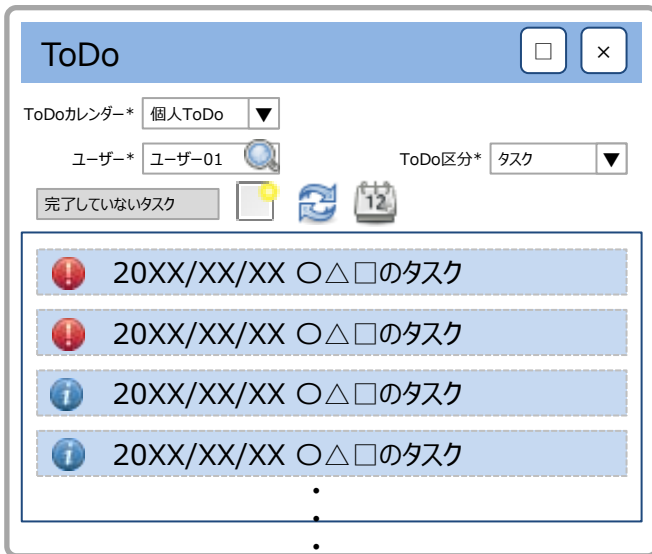 ToDo □ ×
ToDoカレンダー* 個人ToDo ▼
ユーザー* ユーザー01 ToDo区分* タスク ▼
完了していないタスク 12
20XX/XX/XX 〇△□のタスク
20XX/XX/XX 〇△□のタスク
20XX/XX/XX 〇△□のタスク
20XX/XX/XX 〇△□のタスク
・
・
・